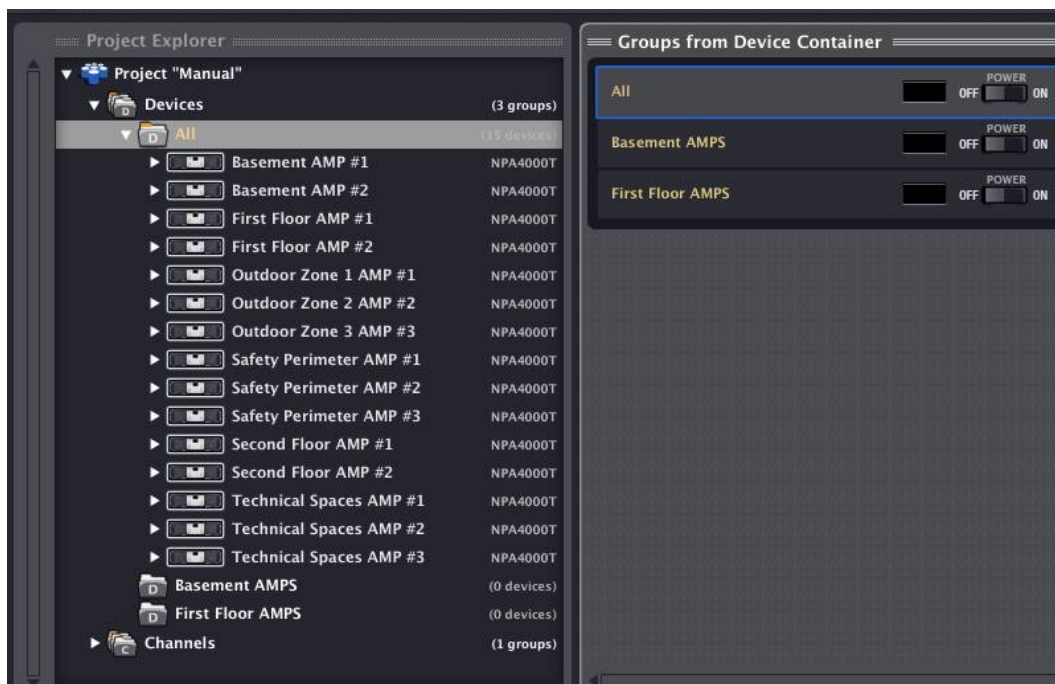 Project Explorer
Project "Manual"
Devices (3 groups)
D All (15 devices)
Basement AMP #1 NPA4000T
Basement AMP #2 NPA4000T
First Floor AMP #1 NPA4000T
First Floor AMP #2 NPA4000T
Outdoor Zone 1 AMP #1 NPA4000T
Outdoor Zone 2 AMP #2 NPA4000T
Outdoor Zone 3 AMP #3 NPA4000T
Safety Perimeter AMP #1 NPA4000T
Safety Perimeter AMP #2 NPA4000T
Safety Perimeter AMP #3 NPA4000T
Second Floor AMP #1 NPA4000T
Second Floor AMP #2 NPA4000T
Technical Spaces AMP #1 NPA4000T
Technical Spaces AMP #2 NPA4000T
Technical Spaces AMP #3 NPA4000T
D Basement AMPS (0 devices)
D First Floor AMPS (0 devices)
C Channels (1 groups)
Groups from Device Container
All POWER OFF ON
Basement AMPS POWER OFF ON
First Floor AMPS POWER OFF ON